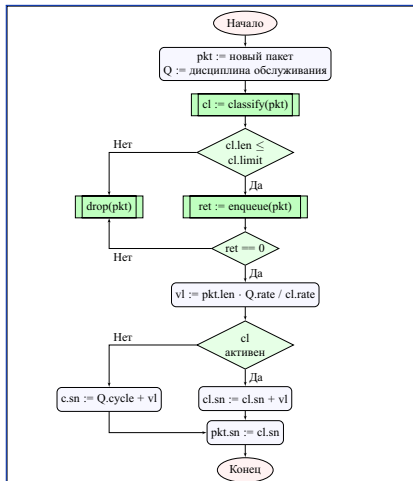 Начало
pkt := новый пакет
Q := дисциплина обслуживания
cl := classify(pkt)
cl.len ≤
cl.limit
Нет
Да
drop(pkt)
ret := enqueue(pkt)
ret == 0
Нет
Да
vl := pkt.len · Q.rate / cl.rate
cl
активен
Нет
Да
c.sn := Q.cycle + vl
cl.sn := cl.sn + vl
pkt.sn := cl.sn
Конец